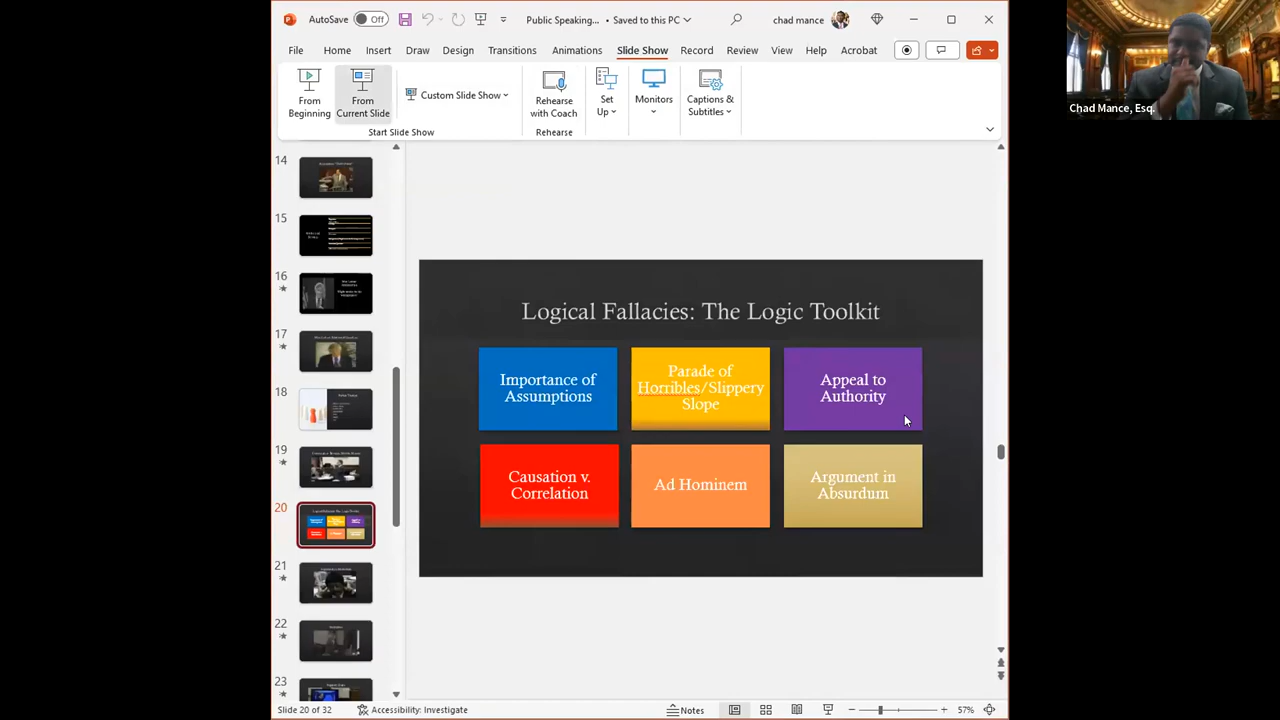 AutoSave
Off
Public Speaking... • Saved to this PC
chad mance
File Home Insert Draw Design Transitions Animations Slide Show Record Review View Help Acrobat
From Beginning
From Current Slide
Custom Slide Show
Rehearse with Coach
Set Up
Monitors
Captions & Subtitles
Start Slide Show
Rehearse
Chad Mance, Esq.
14
15
16
17
18
19
20
21
22
23
Logical Fallacies: The Logic Toolkit
Importance of
Assumptions
Parade of
Horribles/Slippery
Slope
Appeal to
Authority
Causation v.
Correlation
Ad Hominem
Argument in
Absurdum
Slide 20 of 32
Accessibility: Investigate
Notes
57%